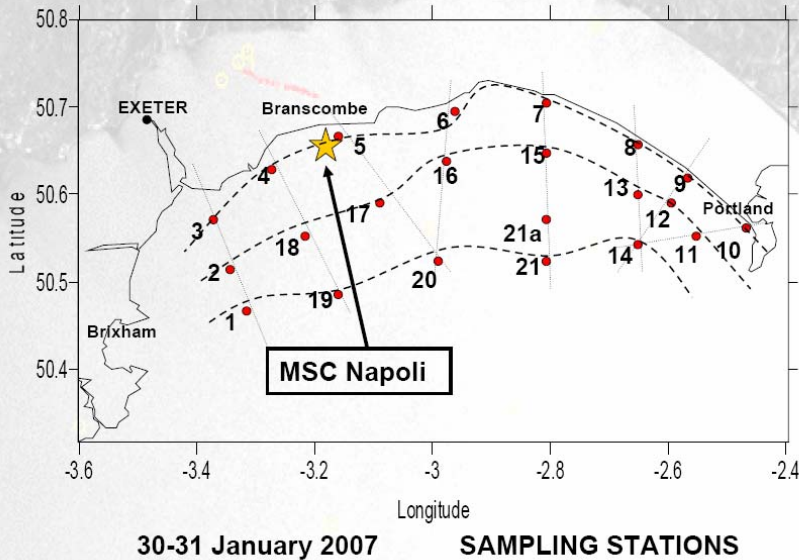 50.8
50.7
50.6
50.5
50.4
Latitude
EXETER
Branscombe
Brixham
Portland
1
2
3
4
5
6
7
8
9
10
11
12
13
14
15
16
17
18
19
20
21
21a
MSC Napoli
-3.6 -3.4 -3.2 -3 -2.8 -2.6 -2.4
Longitude
30-31 January 2007 SAMPLING STATIONS